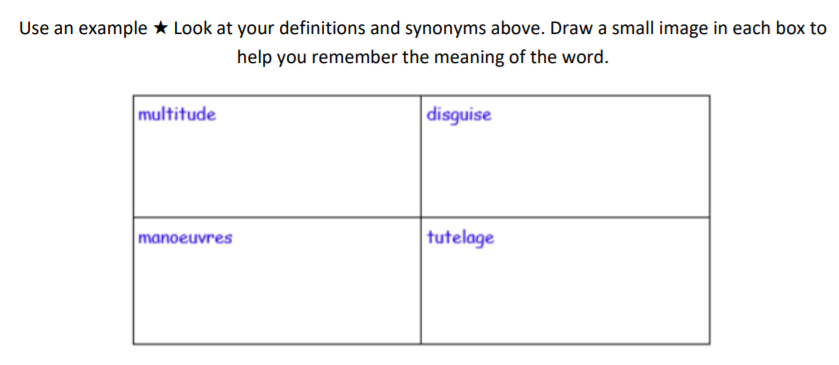 Use an example ★ Look at your definitions and synonyms above. Draw a small image in each box to
help you remember the meaning of the word.
multitude
disguise
manoeuvres
tutelage